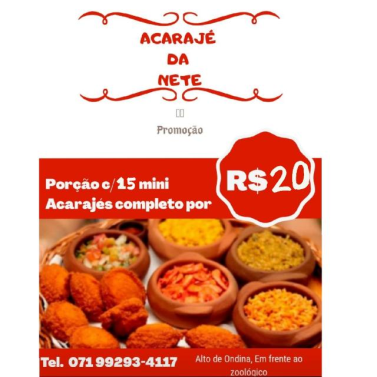 ACARAJÉ
DA
NETE
Promoção
Porção c/15 mini
Acarajés completo por
R$20
Tel. 071 99293-4117
Alto de Ondina, Em frente ao
zoológico